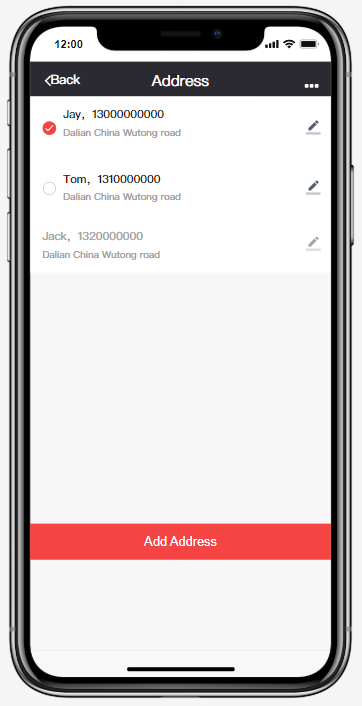 12:00
Back
Address
Jay, 13000000000
Dalian China Wutong road
Tom, 1310000000
Dalian China Wutong road
Jack, 1320000000
Dalian China Wutong road
Add Address